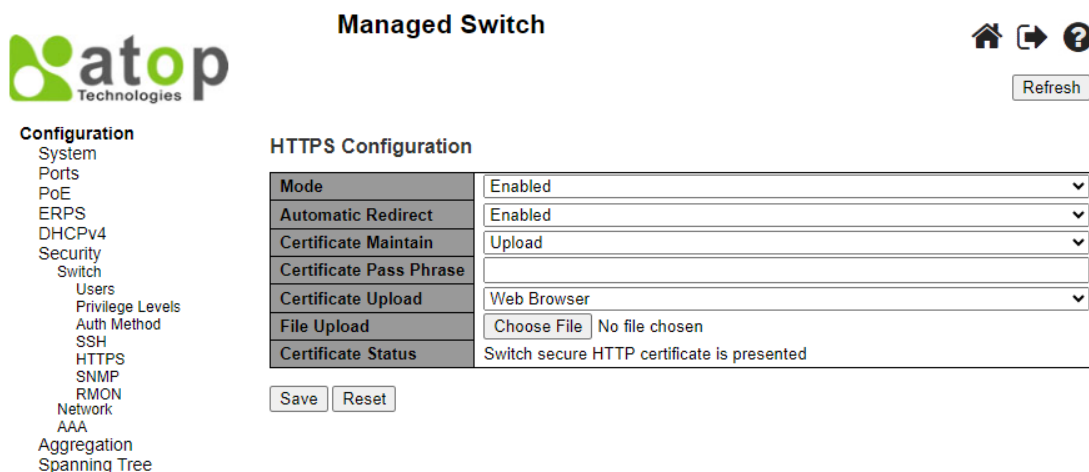 Managed Switch
atop
Technologies
Refresh
Configuration
System
Ports
PoE
ERPS
DHCPv4
Security
Switch
Users
Privilege Levels
Auth Method
SSH
HTTPS
SNMP
RMON
Network
AAA
Aggregation
Spanning Tree
HTTPS Configuration
Mode Enabled
Automatic Redirect Enabled
Certificate Maintain Upload
Certificate Pass Phrase
Certificate Upload Web Browser
File Upload Choose File No file chosen
Certificate Status Switch secure HTTP certificate is presented
Save Reset